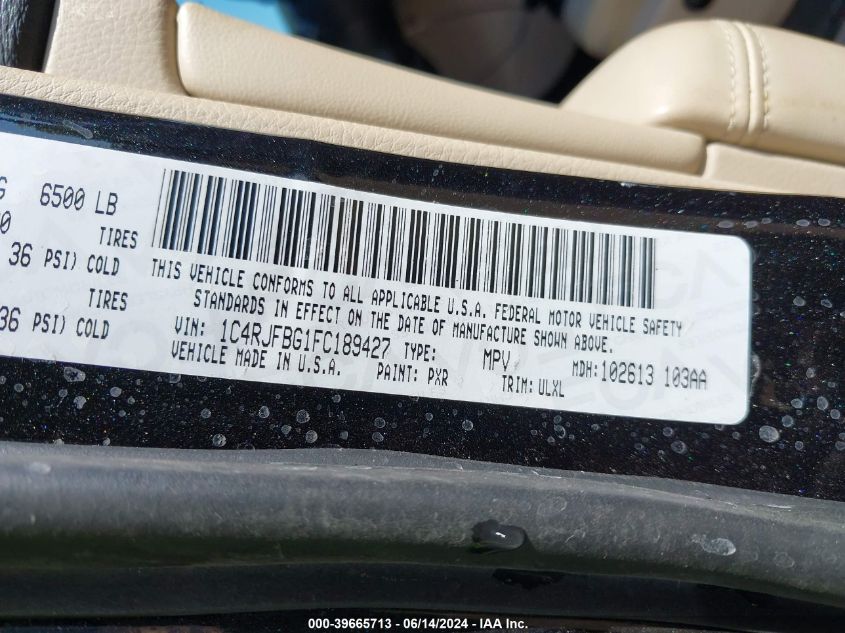 6500 LB
TIRES
36 PSI) COLD
TIRES
36 PSI) COLD
THIS VEHICLE CONFORMS TO ALL APPLICABLE U.S.A. FEDERAL MOTOR VEHICLE SAFETY
STANDARDS IN EFFECT ON THE DATE OF MANUFACTURE SHOWN ABOVE.
VIN: 1C4RJFBG1FC189427 TYPE: MPV MDH:102613 103AA
VEHICLE MADE IN U.S.A. PAINT: PXR TRIM: ULXL
000-39665713 - 06/14/2024 - IAA Inc.